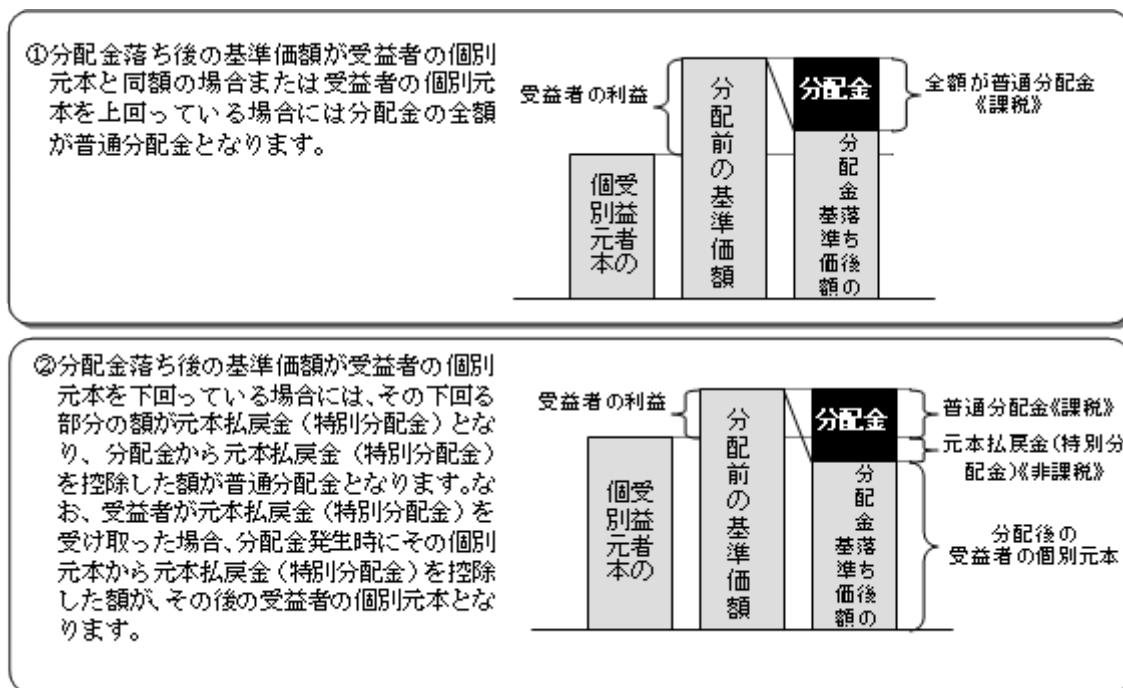 ①分配金落ち後の基準価額が受益者の個別
元本と同額の場合または受益者の個別元
本を上回っている場合には分配金の全額
が普通分配金となります。
受益者の利益
受益者の
個別元本
分配前の基準価額
分配金
分配金落ち後の
基準価額
全額が普通分配金
《課税》
②分配金落ち後の基準価額が受益者の個別
元本を下回っている場合には、その下回る
部分の額が元本払戻金（特別分配金）とな
り、分配金から元本払戻金（特別分配金）
を控除した額が普通分配金となります。な
お、受益者が元本払戻金（特別分配金）を
受け取った場合、分配金発生時にその個別
元本から元本払戻金（特別分配金）を控除
した額が、その後の受益者の個別元本とな
ります。
受益者の利益
受益者の
個別元本
分配前の基準価額
分配金
分配金落ち後の
基準価額
普通分配金《課税》
元本払戻金（特別分
配金）《非課税》
分配後の
受益者の個別元本